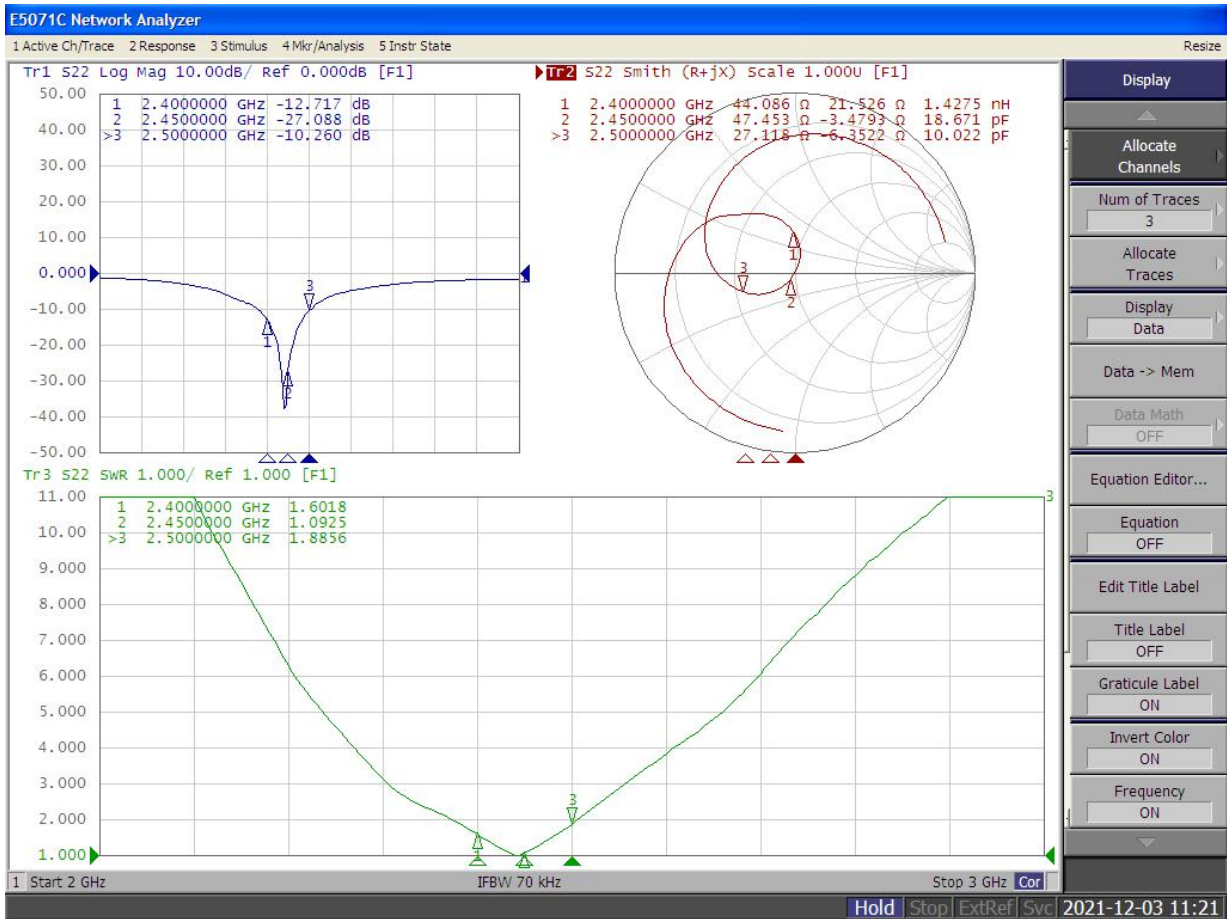 E5071C Network Analyzer
1 Active Ch/Trace 2 Response 3 Stimulus 4 Mkr/Analysis 5 Instr State
Resize
Tr1 S22 Log Mag 10.00dB/ Ref 0.000dB [F1]
50.00
40.00
30.00
20.00
10.00
0.000
-10.00
-20.00
-30.00
-40.00
-50.00
1 2.4000000 GHz -12.717 dB
2 2.4500000 GHz -27.088 dB
>3 2.5000000 GHz -10.260 dB
1
2
3
1
Tr2 S22 Smith (R+jX) Scale 1.000U [F1]
1 2.4000000 GHz 44.086 Ω 21.526 Ω 1.4275 nH
2 2.4500000 GHz 47.453 Ω -3.4793 Ω 18.671 pF
>3 2.5000000 GHz 27.118 Ω -6.3522 Ω 10.022 pF
1
2
3
Tr3 S22 SWR 1.000/ Ref 1.000 [F1]
11.00
10.00
9.000
8.000
7.000
6.000
5.000
4.000
3.000
2.000
1.000
1 2.4000000 GHz 1.6018
2 2.4500000 GHz 1.0925
>3 2.5000000 GHz 1.8856
1
3
3
1 Start 2 GHz
IFBW 70 kHz
Stop 3 GHz Cor
Display
Allocate
Channels
Num of Traces
3
Allocate
Traces
Display
Data
Data -> Mem
Data Math
OFF
Equation Editor...
Equation
OFF
Edit Title Label
Title Label
OFF
Graticule Label
ON
Invert Color
ON
Frequency
ON
Hold Stop ExtRef Svc 2021-12-03 11:21